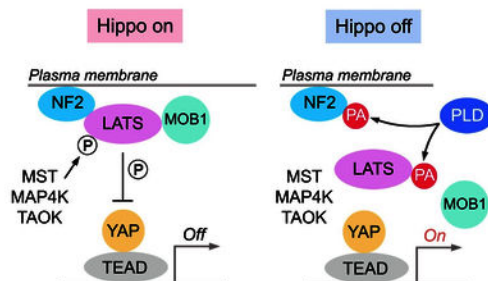 Hippo on
Plasma membrane
NF2
LATS
MOB1
P
P
MST
MAP4K
TAOK
YAP
Off
TEAD
Hippo off
Plasma membrane
NF2
PA
PLD
LATS
PA
MST
MAP4K
TAOK
MOB1
YAP
On
TEAD